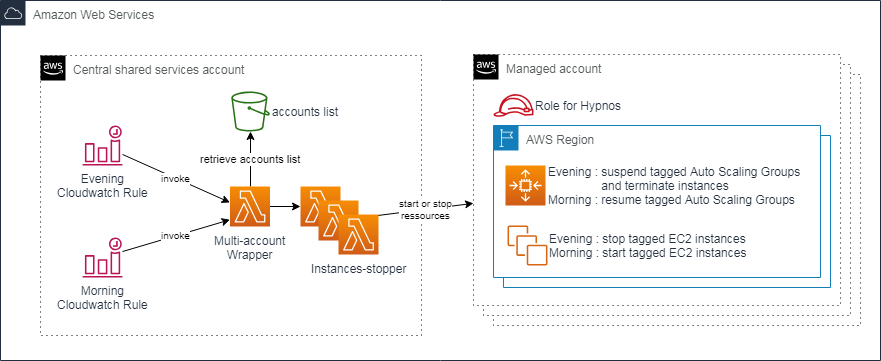 Amazon Web Services
aws
Central shared services account
accounts list
retrieve accounts list
Evening
Cloudwatch Rule
invoke
Multi-account
Wrapper
invoke
Morning
Cloudwatch Rule
Instances-stopper
start or stop
ressources
aws
Managed account
Role for Hypnos
AWS Region
Evening : suspend tagged Auto Scaling Groups
and terminate instances
Morning : resume tagged Auto Scaling Groups
Evening : stop tagged EC2 instances
Morning : start tagged EC2 instances